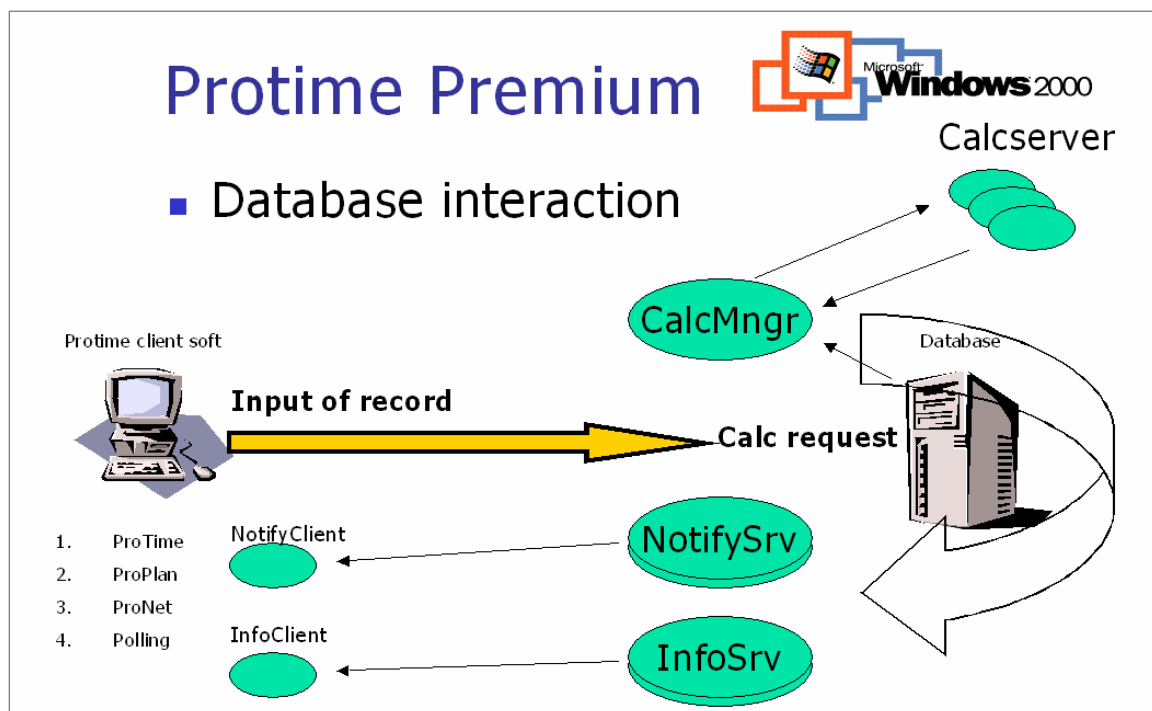 Protime Premium
Microsoft
Windows 2000
Calcserver
Database interaction
CalcMngr
Protime client soft
Database
Input of record
Calc request
1. ProTime
2. ProPlan
3. ProNet
4. Polling
NotifyClient
NotifySrv
InfoClient
InfoSrv